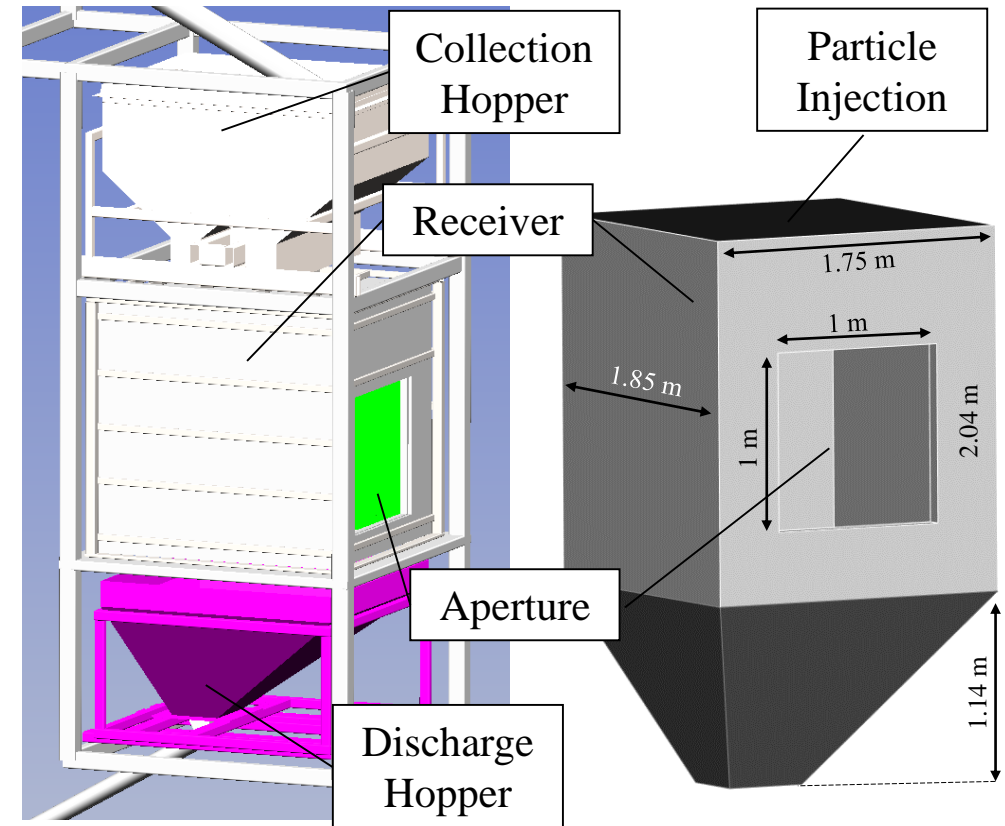 Collection
Hopper
Particle
Injection
Receiver
1.75 m
1 m
1.85 m
1 m
2.04 m
Aperture
1.14 m
Discharge
Hopper